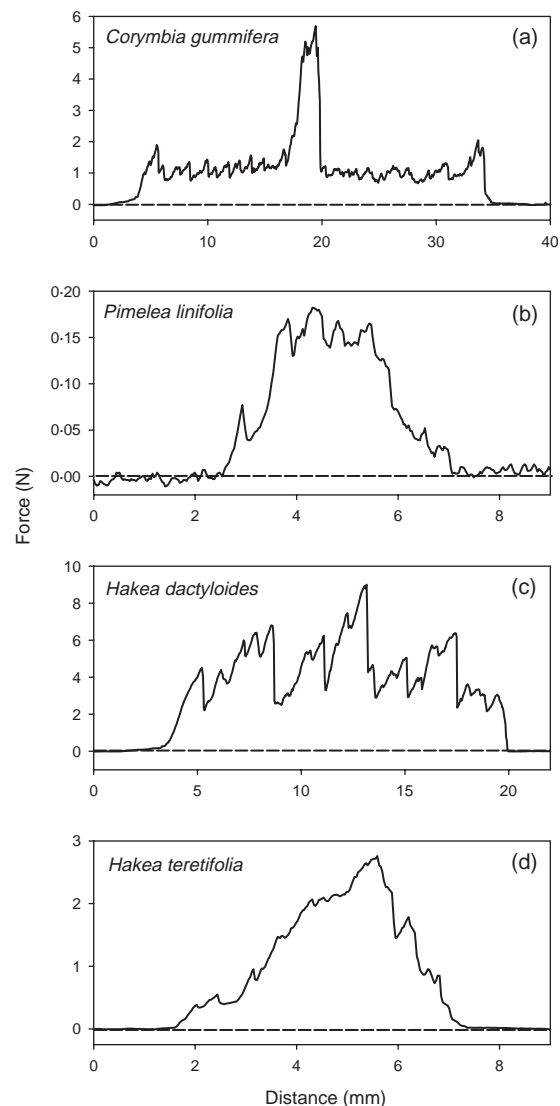 6
5
4
3
2
1
0
Corymbia gummifera
(a)
0 10 20 30 40
0·20
0·15
0·10
0·05
0·00
Pimelea linifolia
(b)
0 2 4 6 8
Force (N)
10
8
6
4
2
0
Hakea dactyloides
(c)
0 5 10 15 20
3
2
1
0
Hakea teretifolia
(d)
0 2 4 6 8
Distance (mm)